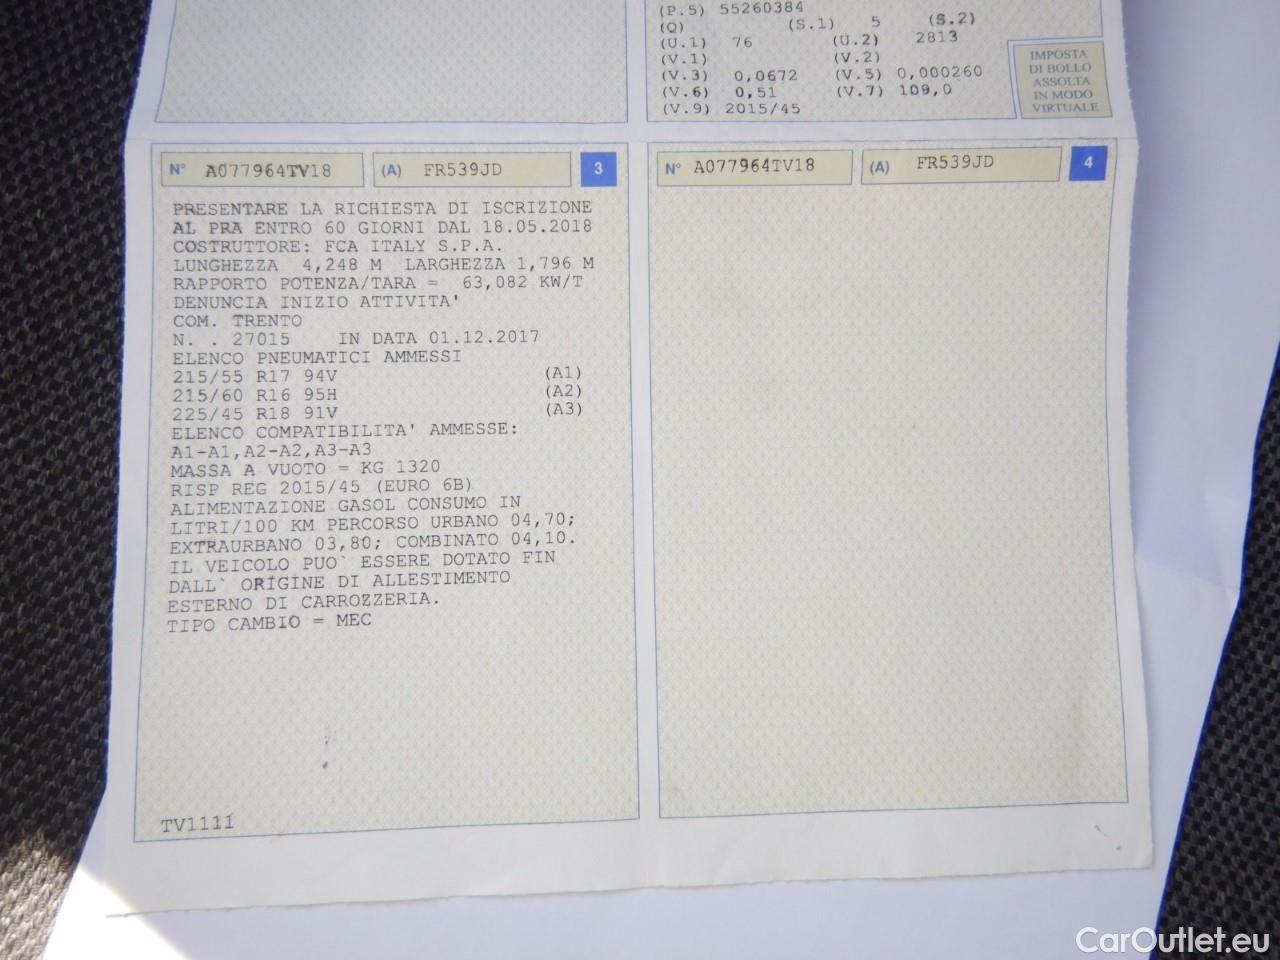 (P.5) 55260384
(Q) (S.1) 5 (S.2)
(U.1) 76 (U.2) 2813
(V.1) (V.2)
(V.3) 0,0672 (V.5) 0,000260
(V.6) 0,51 (V.7) 109,0
(V.9) 2015/45
IMPOSTA
DI BOLLO
ASSOLTA
IN MODO
VIRTUALE
N° A077964TV18 (A) FR539JD 3
PRESENTARE LA RICHIESTA DI ISCRIZIONE
AL PRA ENTRO 60 GIORNI DAL 18.05.2018
COSTRUTTORE: FCA ITALY S.P.A.
LUNGHEZZA 4,248 M LARGHEZZA 1,796 M
RAPPORTO POTENZA/TARA = 63,082 KW/T
DENUNCIA INIZIO ATTIVITA'
COM. TRENTO
N. . 27015 IN DATA 01.12.2017
ELENCO PNEUMATICI AMMESSI
215/55 R17 94V (A1)
215/60 R16 95H (A2)
225/45 R18 91V (A3)
ELENCO COMPATIBILITA' AMMESSE:
A1-A1,A2-A2,A3-A3
MASSA A VUOTO = KG 1320
RISP REG 2015/45 (EURO 6B)
ALIMENTAZIONE GASOL CONSUMO IN
LITRI/100 KM PERCORSO URBANO 04,70;
EXTRAURBANO 03,80; COMBINATO 04,10.
IL VEICOLO PUO` ESSERE DOTATO FIN
DALL` ORIGINE DI ALLESTIMENTO
ESTERNO DI CARROZZERIA.
TIPO CAMBIO = MEC
TV1111
N° A077964TV18 (A) FR539JD 4
CarOutlet.eu